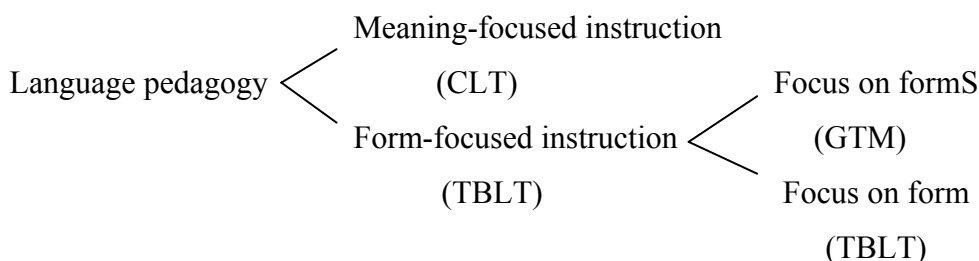 Meaning-focused instruction
Language pedagogy
(CLT)
Focus on formS
Form-focused instruction
(GTM)
(TBLT)
Focus on form
(TBLT)